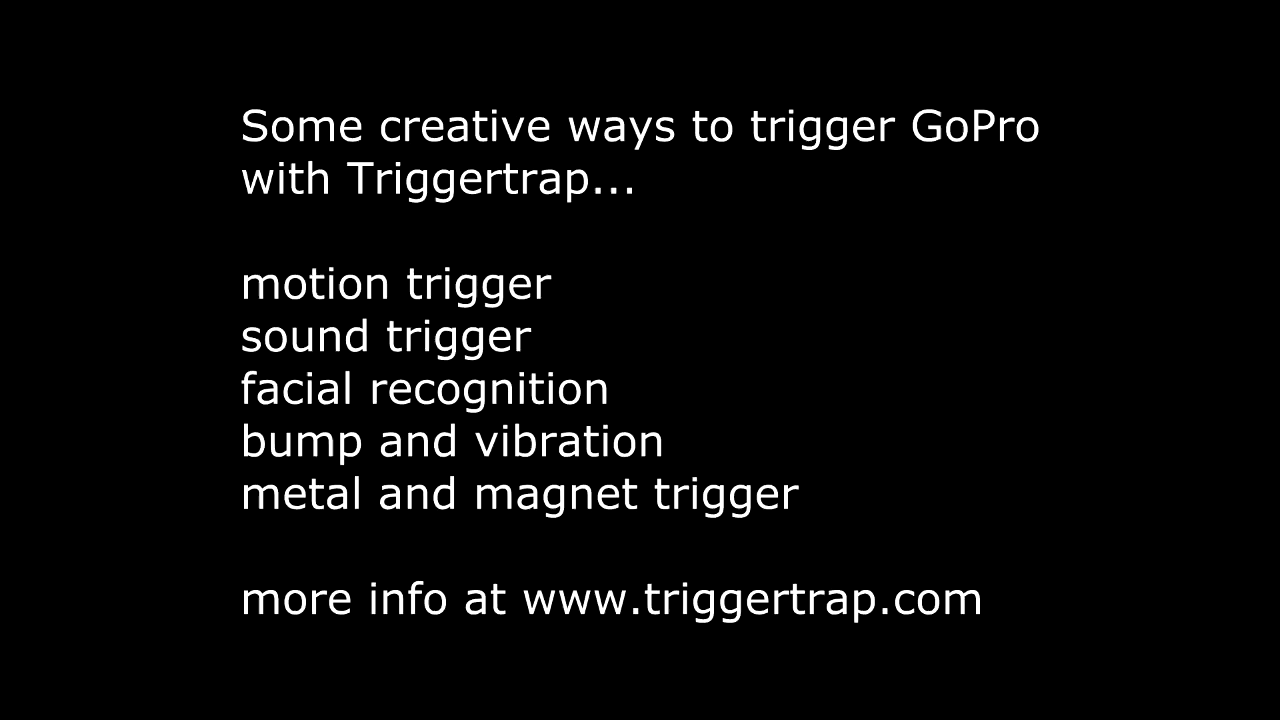 Some creative ways to trigger GoPro
with Triggertrap...
motion trigger
sound trigger
facial recognition
bump and vibration
metal and magnet trigger
more info at www.triggertrap.com